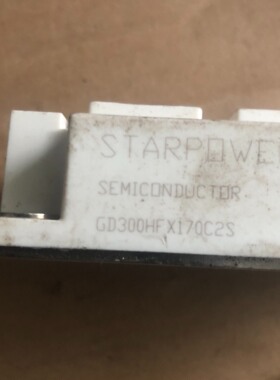 STARPOWE
SEMICONDUCTOR
GD300HFX170C2S